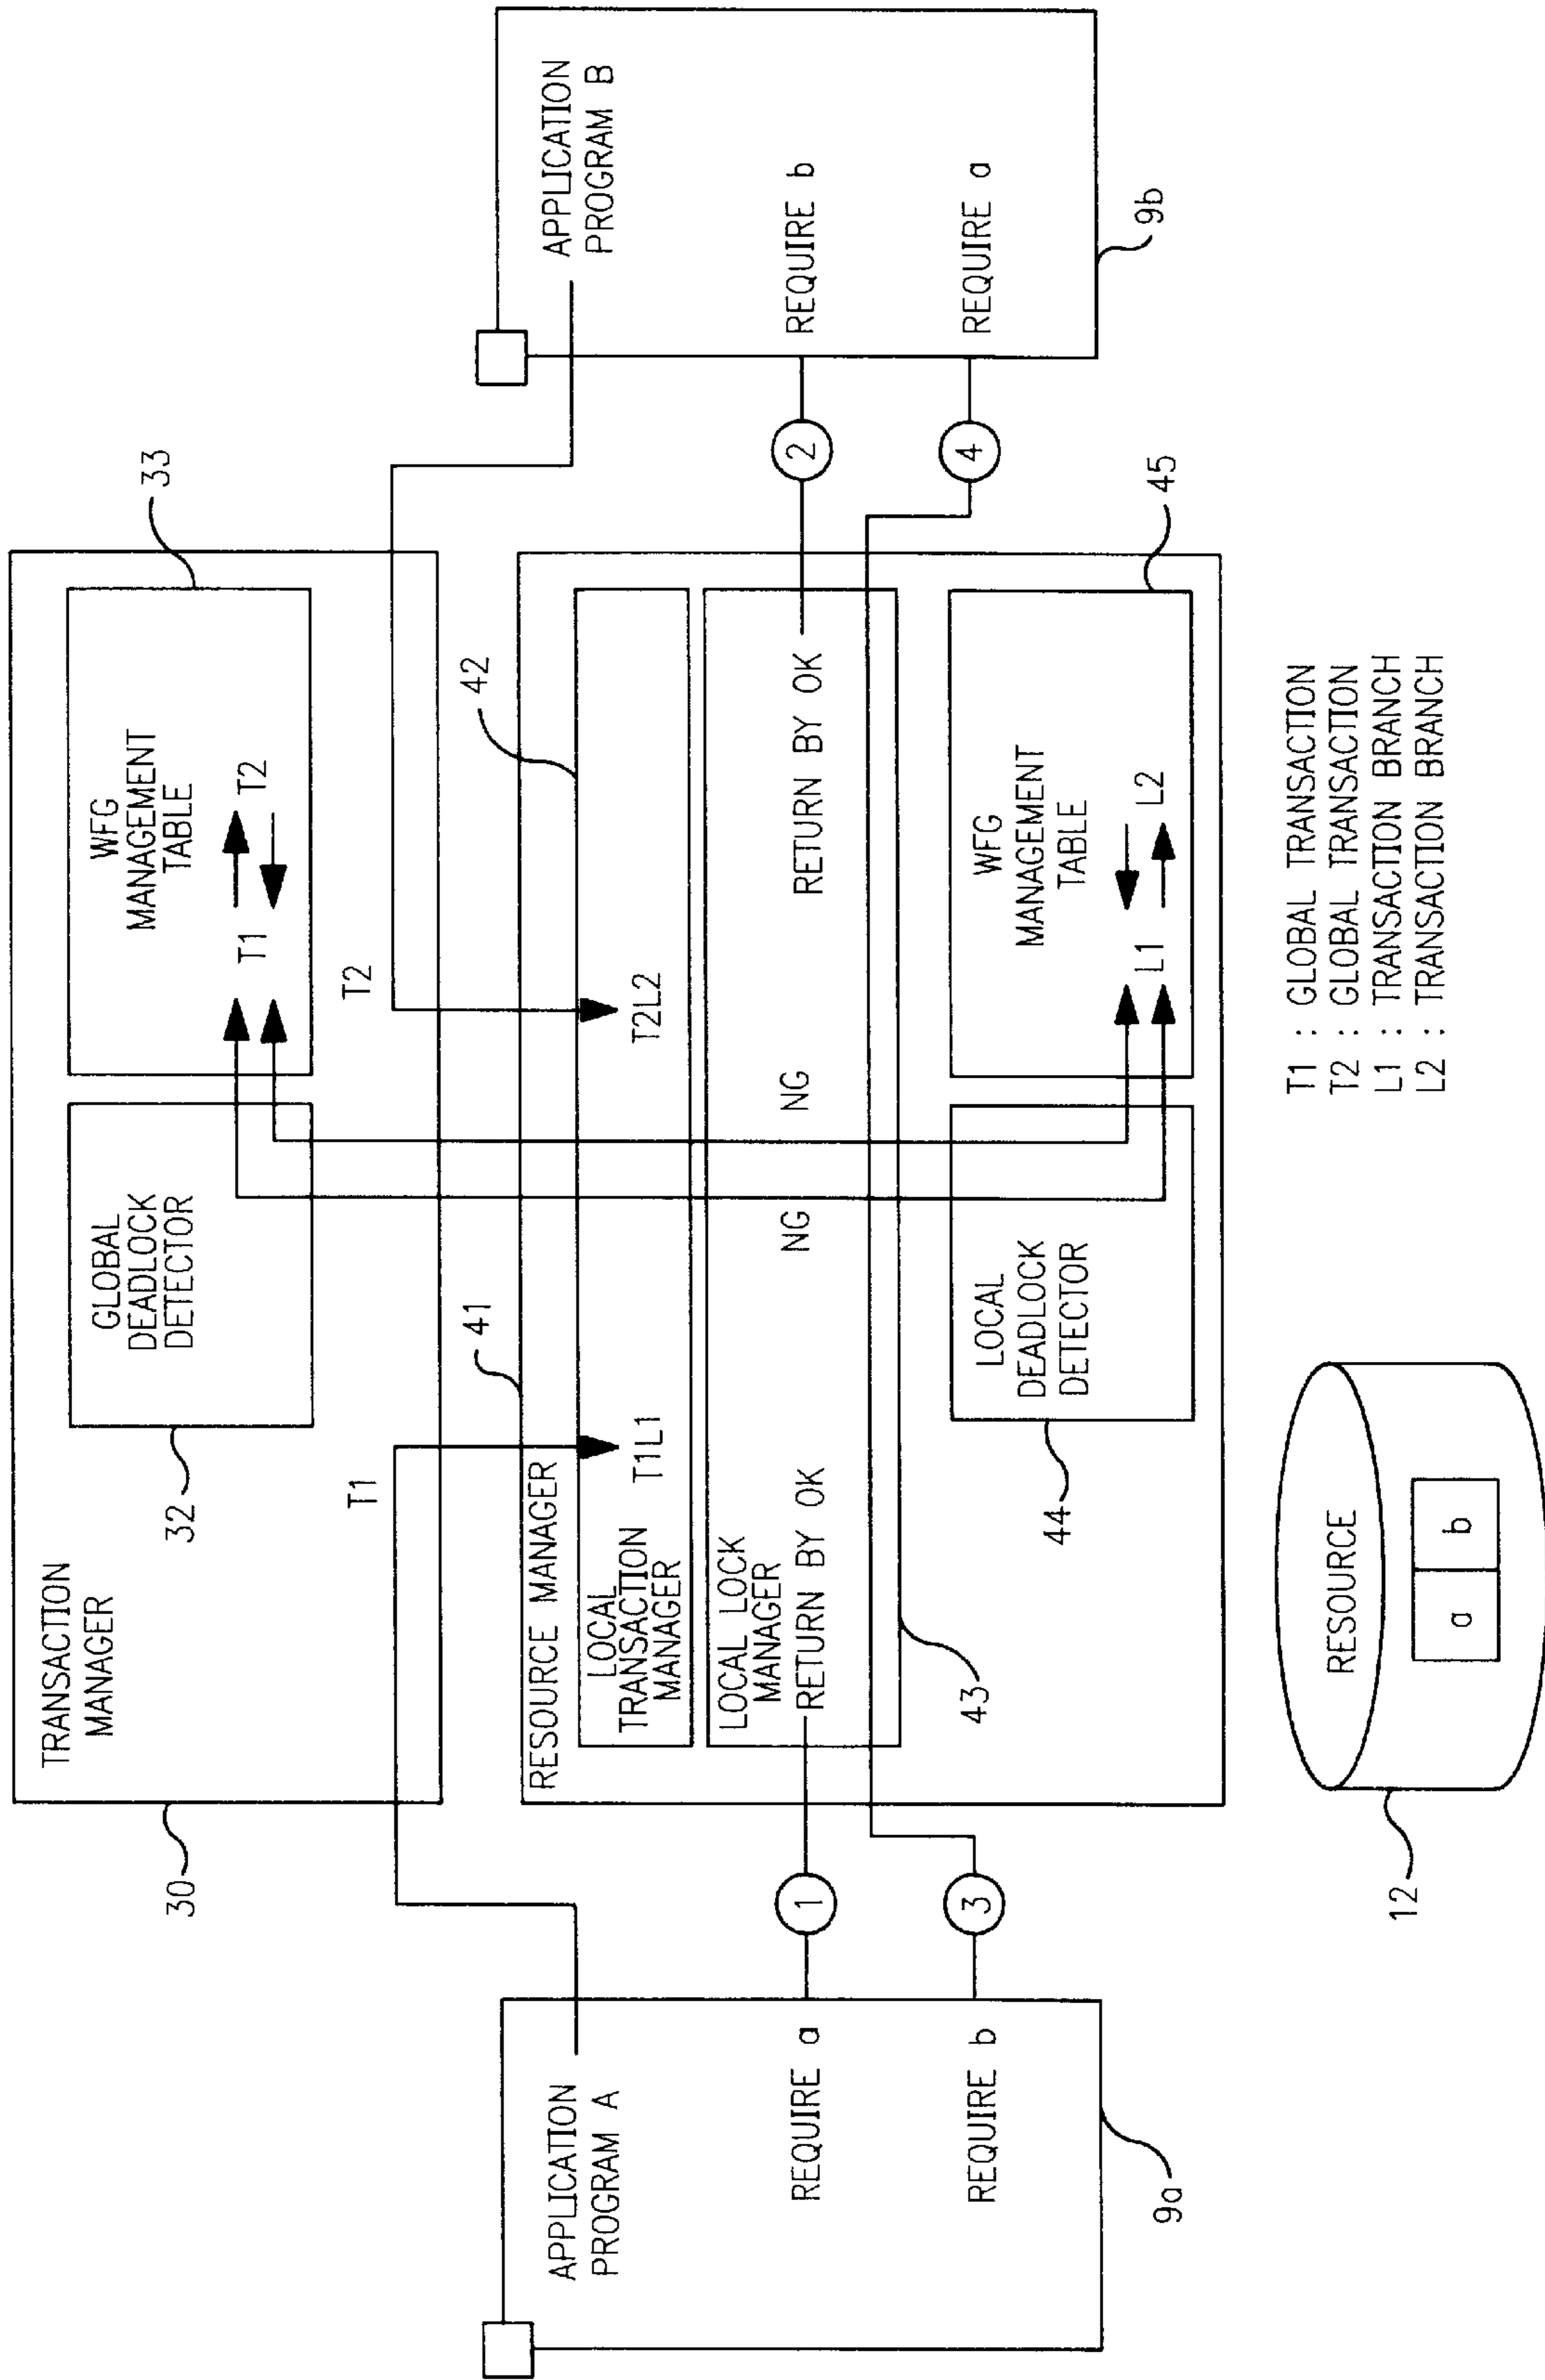 TRANSACTION
MANAGER
30
GLOBAL
DEADLOCK
DETECTOR
32
WFG
MANAGEMENT
TABLE
T1
T2
33
T1
T2
APPLICATION
PROGRAM A
REQUIRE a
REQUIRE b
9a
1
3
41
RESOURCE MANAGER
42
LOCAL
TRANSACTION
MANAGER
T1L1
T2L2
LOCAL LOCK
MANAGER
RETURN BY OK
NG
NG
RETURN BY OK
43
LOCAL
DEADLOCK
DETECTOR
44
WFG
MANAGEMENT
TABLE
L1
L2
45
2
4
APPLICATION
PROGRAM B
REQUIRE b
REQUIRE a
9b
RESOURCE
a
b
12
T1 : GLOBAL TRANSACTION
T2 : GLOBAL TRANSACTION
L1 : TRANSACTION BRANCH
L2 : TRANSACTION BRANCH